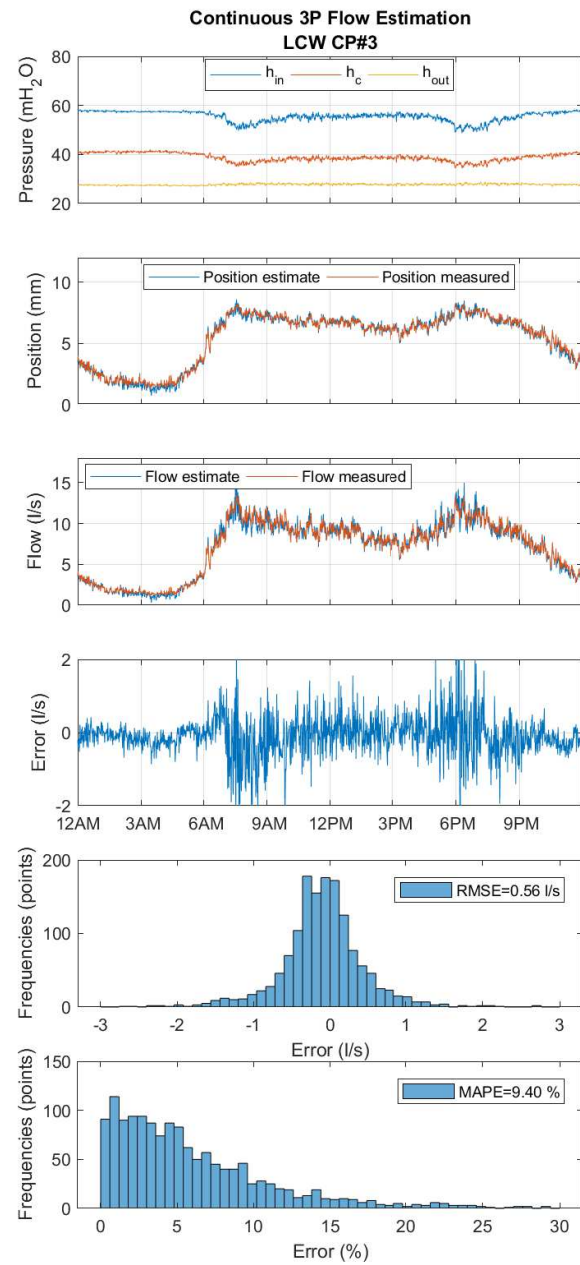 Continuous 3P Flow Estimation
LCW CP#3
80
60
40
20
Pressure (mH2O)
h_in h_c h_out
10
5
0
Position (mm)
Position estimate Position measured
15
10
5
0
Flow (l/s)
Flow estimate Flow measured
2
0
-2
Error (l/s)
12AM 3AM 6AM 9AM 12PM 3PM 6PM 9PM
200
100
0
Frequencies (points)
RMSE=0.56 l/s
-3 -2 -1 0 1 2 3
Error (l/s)
150
100
50
0
Frequencies (points)
MAPE=9.40 %
0 5 10 15 20 25 30
Error (%)